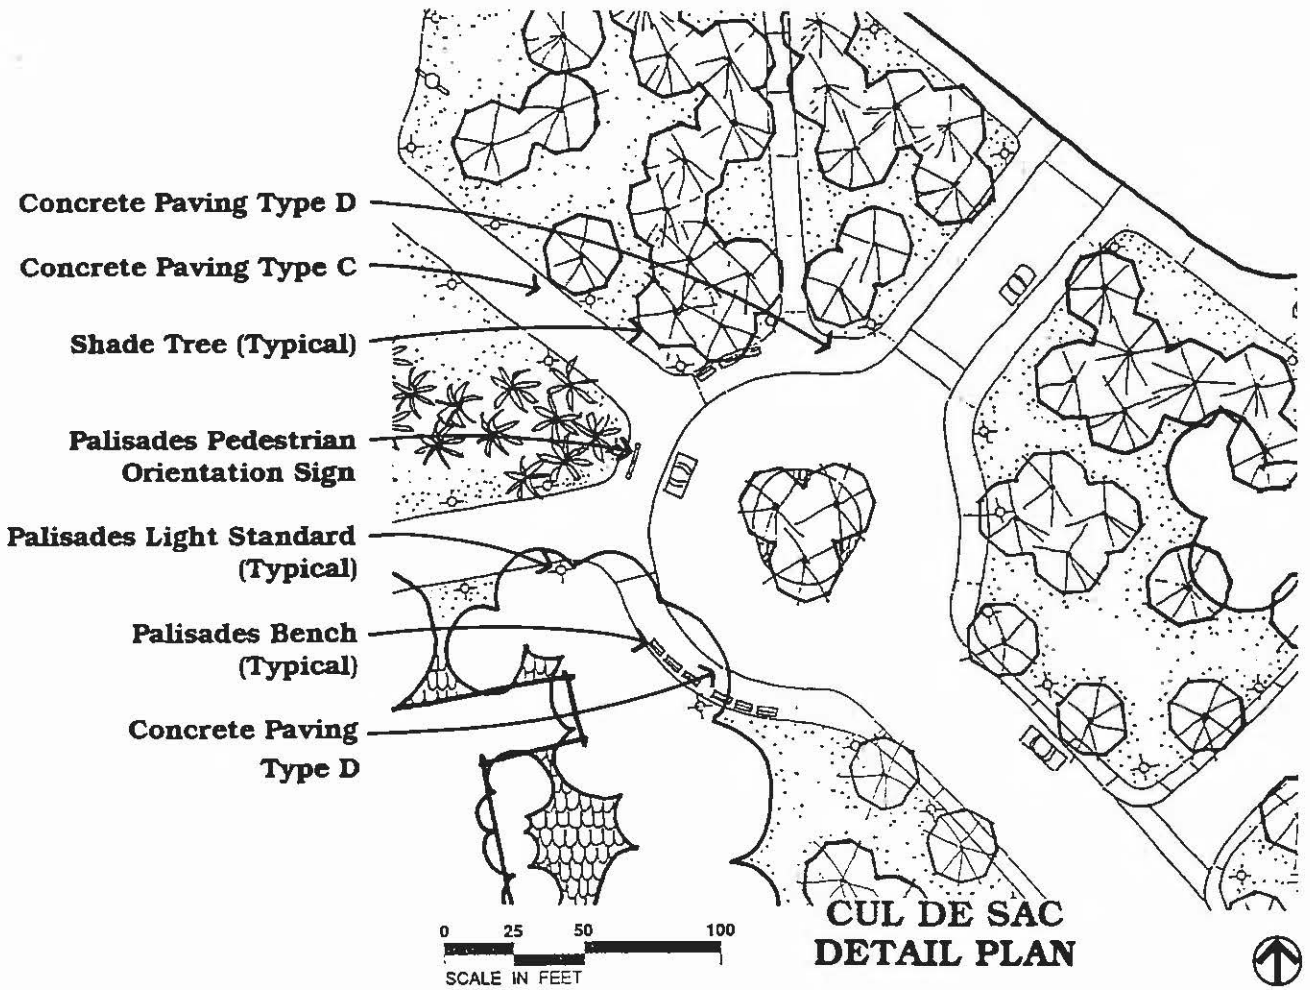 Concrete Paving Type D
Concrete Paving Type C
Shade Tree (Typical)
Palisades Pedestrian
Orientation Sign
Palisades Light Standard
(Typical)
Palisades Bench
(Typical)
Concrete Paving
Type D
0 25 50 100
SCALE IN FEET
CUL DE SAC
DETAIL PLAN